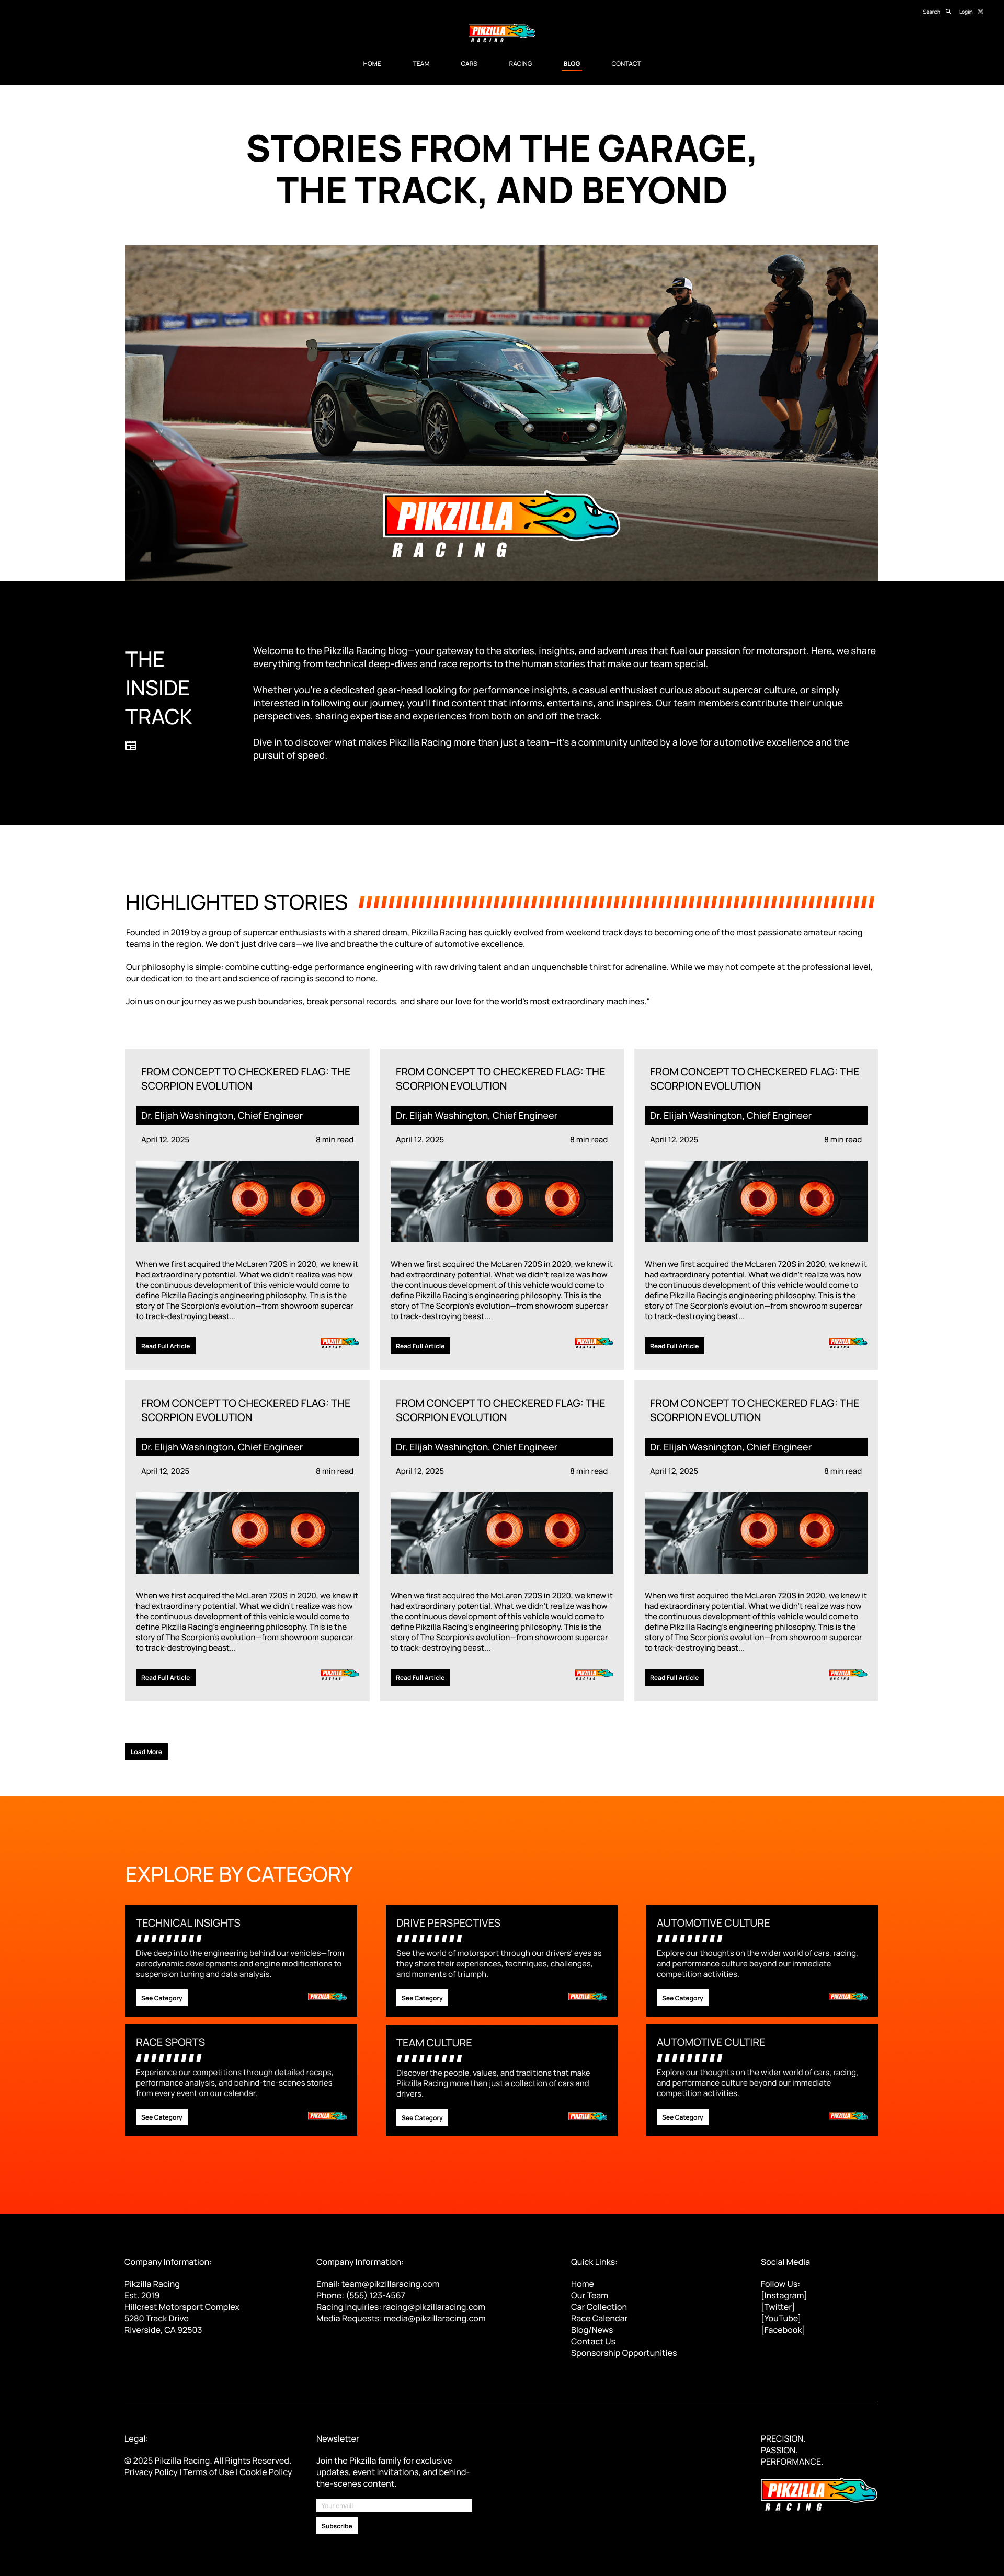 Search
Login
PIKZILLA
RACING
HOME
TEAM
CARS
RACING
BLOG
CONTACT
STORIES FROM THE GARAGE,
THE TRACK, AND BEYOND
PIKZILLA
RACING
THE
INSIDE
TRACK
Welcome to the Pikzilla Racing blog—your gateway to the stories, insights, and adventures that fuel our passion for motorsport. Here, we share
everything from technical deep-dives and race reports to the human stories that make our team special.
Whether you're a dedicated gear-head looking for performance insights, a casual enthusiast curious about supercar culture, or simply
interested in following our journey, you'll find content that informs, entertains, and inspires. Our team members contribute their unique
perspectives, sharing expertise and experiences from both on and off the track.
Dive in to discover what makes Pikzilla Racing more than just a team—it's a community united by a love for automotive excellence and the
pursuit of speed.
HIGHLIGHTED STORIES
Founded in 2019 by a group of supercar enthusiasts with a shared dream, Pikzilla Racing has quickly evolved from weekend track days to becoming one of the most passionate amateur racing
teams in the region. We don't just drive cars—we live and breathe the culture of automotive excellence.
Our philosophy is simple: combine cutting-edge performance engineering with raw driving talent and an unquenchable thirst for adrenaline. While we may not compete at the professional level,
our dedication to the art and science of racing is second to none.
Join us on our journey as we push boundaries, break personal records, and share our love for the world's most extraordinary machines."
FROM CONCEPT TO CHECKERED FLAG: THE
SCORPION EVOLUTION
Dr. Elijah Washington, Chief Engineer
April 12, 2025
8 min read
When we first acquired the McLaren 720S in 2020, we knew it
had extraordinary potential. What we didn't realize was how
the continuous development of this vehicle would come to
define Pikzilla Racing's engineering philosophy. This is the
story of The Scorpion's evolution—from showroom supercar
to track-destroying beast...
Read Full Article
PIKZILLA
RACING
FROM CONCEPT TO CHECKERED FLAG: THE
SCORPION EVOLUTION
Dr. Elijah Washington, Chief Engineer
April 12, 2025
8 min read
When we first acquired the McLaren 720S in 2020, we knew it
had extraordinary potential. What we didn't realize was how
the continuous development of this vehicle would come to
define Pikzilla Racing's engineering philosophy. This is the
story of The Scorpion's evolution—from showroom supercar
to track-destroying beast...
Read Full Article
PIKZILLA
RACING
FROM CONCEPT TO CHECKERED FLAG: THE
SCORPION EVOLUTION
Dr. Elijah Washington, Chief Engineer
April 12, 2025
8 min read
When we first acquired the McLaren 720S in 2020, we knew it
had extraordinary potential. What we didn't realize was how
the continuous development of this vehicle would come to
define Pikzilla Racing's engineering philosophy. This is the
story of The Scorpion's evolution—from showroom supercar
to track-destroying beast...
Read Full Article
PIKZILLA
RACING
FROM CONCEPT TO CHECKERED FLAG: THE
SCORPION EVOLUTION
Dr. Elijah Washington, Chief Engineer
April 12, 2025
8 min read
When we first acquired the McLaren 720S in 2020, we knew it
had extraordinary potential. What we didn't realize was how
the continuous development of this vehicle would come to
define Pikzilla Racing's engineering philosophy. This is the
story of The Scorpion's evolution—from showroom supercar
to track-destroying beast...
Read Full Article
PIKZILLA
RACING
FROM CONCEPT TO CHECKERED FLAG: THE
SCORPION EVOLUTION
Dr. Elijah Washington, Chief Engineer
April 12, 2025
8 min read
When we first acquired the McLaren 720S in 2020, we knew it
had extraordinary potential. What we didn't realize was how
the continuous development of this vehicle would come to
define Pikzilla Racing's engineering philosophy. This is the
story of The Scorpion's evolution—from showroom supercar
to track-destroying beast...
Read Full Article
PIKZILLA
RACING
FROM CONCEPT TO CHECKERED FLAG: THE
SCORPION EVOLUTION
Dr. Elijah Washington, Chief Engineer
April 12, 2025
8 min read
When we first acquired the McLaren 720S in 2020, we knew it
had extraordinary potential. What we didn't realize was how
the continuous development of this vehicle would come to
define Pikzilla Racing's engineering philosophy. This is the
story of The Scorpion's evolution—from showroom supercar
to track-destroying beast...
Read Full Article
PIKZILLA
RACING
Load More
EXPLORE BY CATEGORY
TECHNICAL INSIGHTS
Dive deep into the engineering behind our vehicles—from
aerodynamic developments and engine modifications to
suspension tuning and data analysis.
See Category
PIKZILLA
DRIVE PERSPECTIVES
See the world of motorsport through our drivers' eyes as
they share their experiences, techniques, challenges,
and moments of triumph.
See Category
PIKZILLA
AUTOMOTIVE CULTURE
Explore our thoughts on the wider world of cars, racing,
and performance culture beyond our immediate
competition activities.
See Category
PIKZILLA
RACE SPORTS
Experience our competitions through detailed recaps,
performance analysis, and behind-the-scenes stories
from every event on our calendar.
See Category
PIKZILLA
TEAM CULTURE
Discover the people, values, and traditions that make
Pikzilla Racing more than just a collection of cars and
drivers.
See Category
PIKZILLA
AUTOMOTIVE CULTIRE
Explore our thoughts on the wider world of cars, racing,
and performance culture beyond our immediate
competition activities.
See Category
PIKZILLA
Company Information:
Pikzilla Racing
Est. 2019
Hillcrest Motorsport Complex
5280 Track Drive
Riverside, CA 92503
Company Information:
Email: team@pikzillaracing.com
Phone: (555) 123-4567
Racing Inquiries: racing@pikzillaracing.com
Media Requests: media@pikzillaracing.com
Quick Links:
Home
Our Team
Car Collection
Race Calendar
Blog/News
Contact Us
Sponsorship Opportunities
Social Media
Follow Us:
[Instagram]
[Twitter]
[YouTube]
[Facebook]
Legal:
© 2025 Pikzilla Racing. All Rights Reserved.
Privacy Policy | Terms of Use | Cookie Policy
Newsletter
Join the Pikzilla family for exclusive
updates, event invitations, and behind-
the-scenes content.
Your email
Subscribe
PRECISION.
PASSION.
PERFORMANCE.
PIKZILLA
RACING